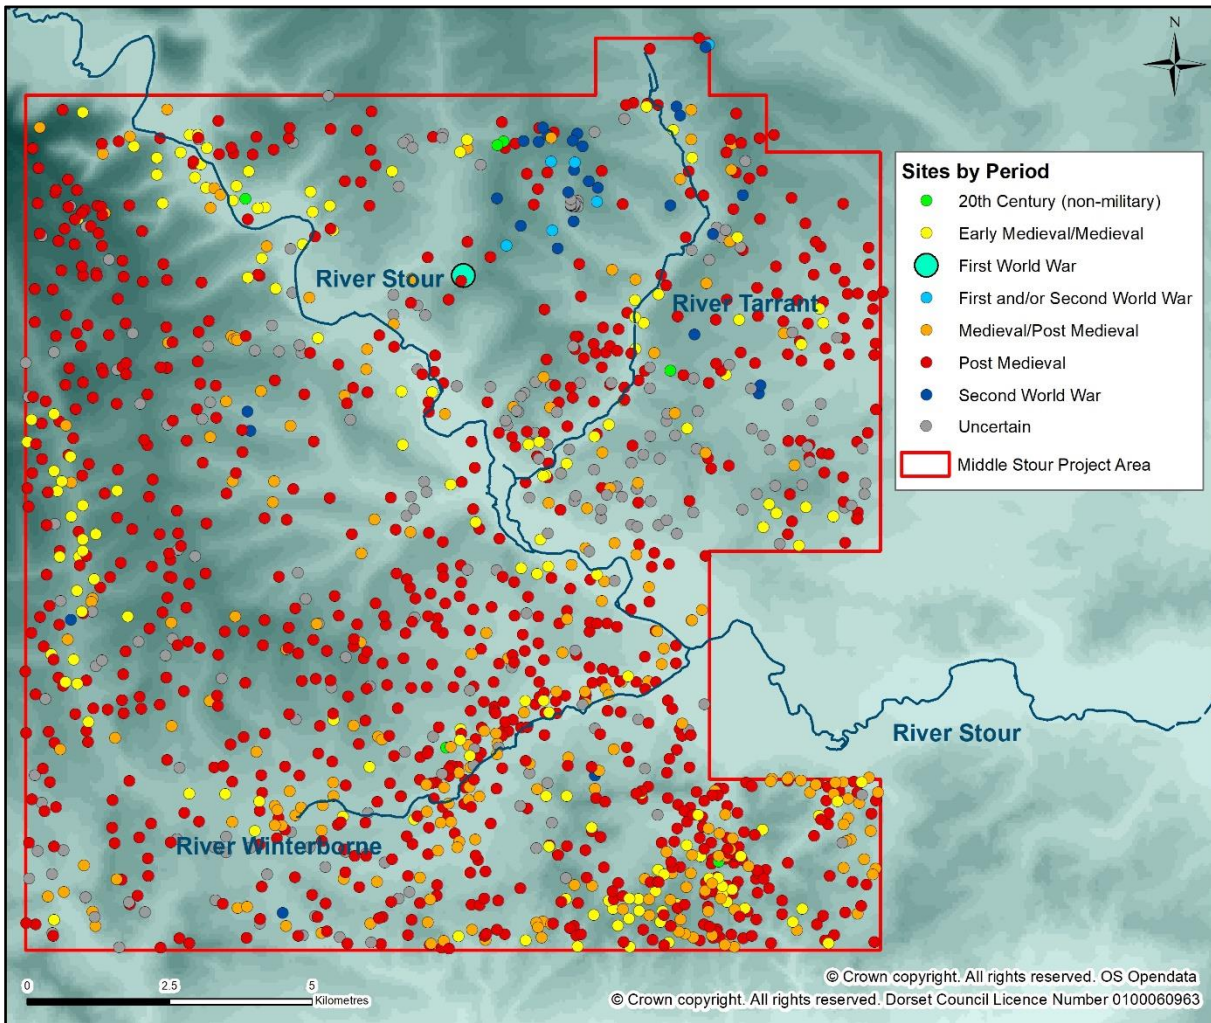 N
Sites by Period
20th Century (non-military)
Early Medieval/Medieval
First World War
First and/or Second World War
Medieval/Post Medieval
Post Medieval
Second World War
Uncertain
Middle Stour Project Area
River Stour
River Tarrant
River Stour
River Winterborne
0 2.5 5
Kilometres
© Crown copyright. All rights reserved. OS Opendata
© Crown copyright. All rights reserved. Dorset Council Licence Number 0100060963